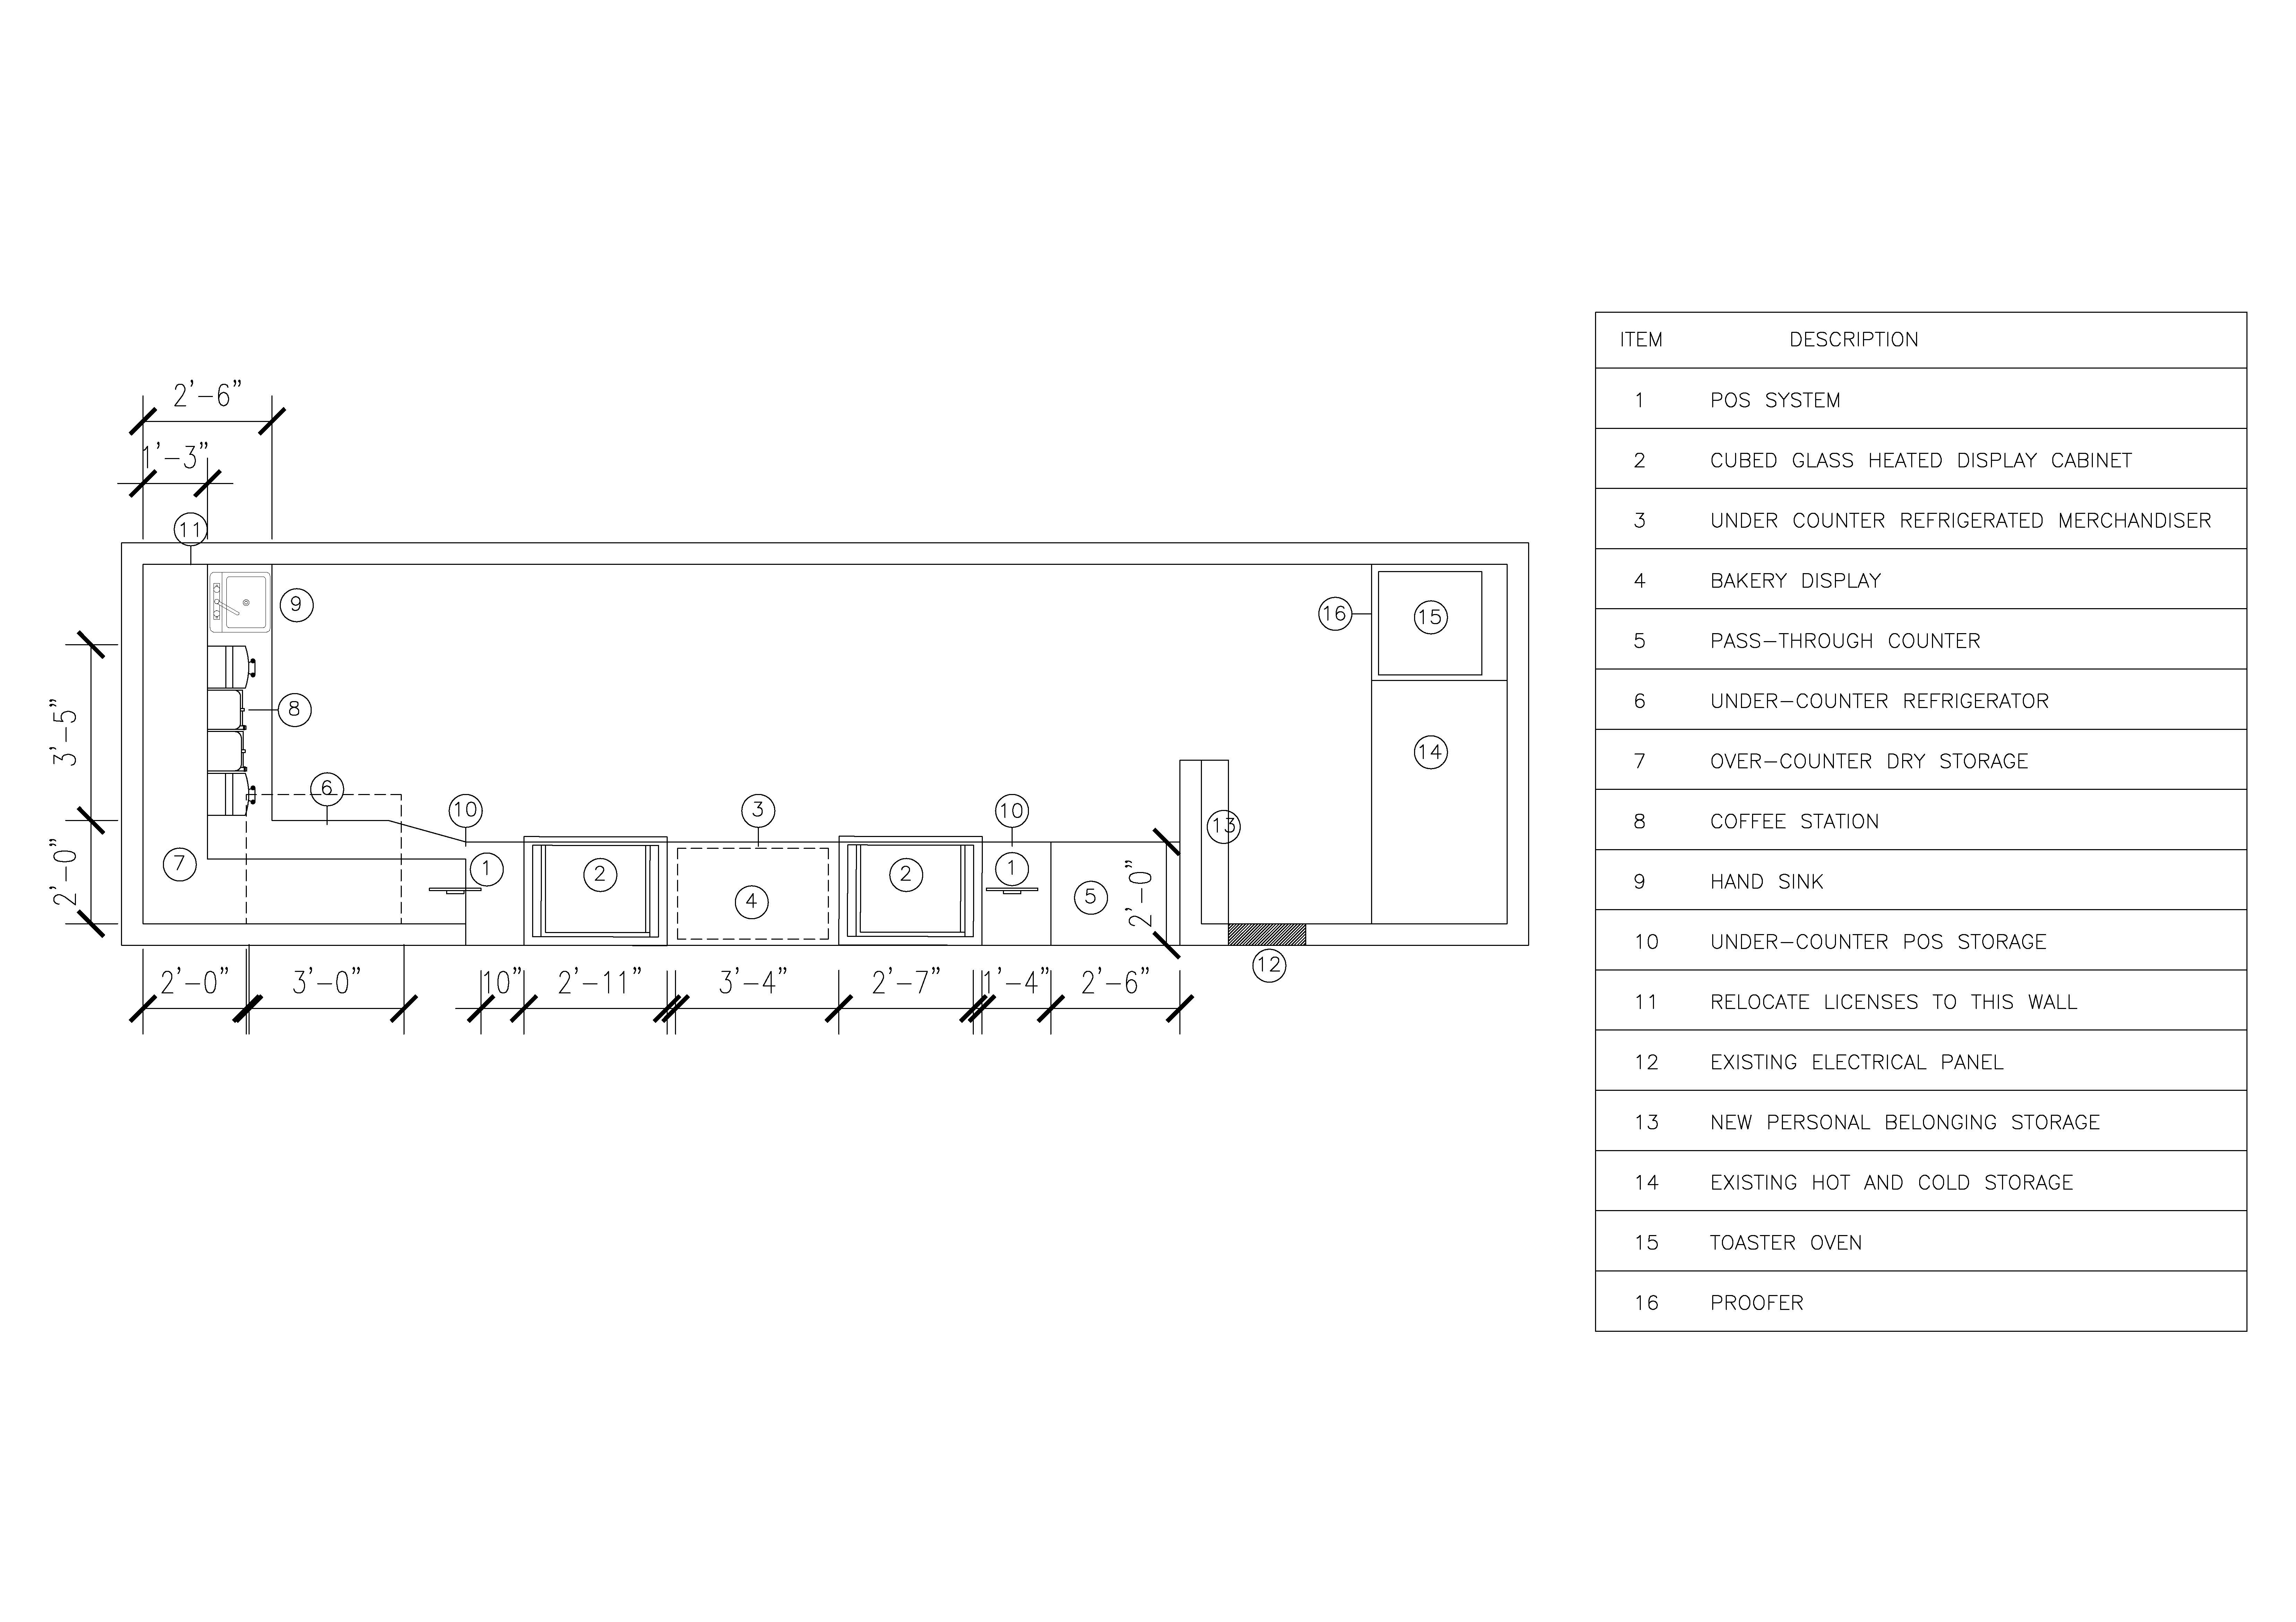 2'-6"
1'-3"
11
9
16
15
8
3'-5"
14
6
10
3
10
13
7
1
2
2
1
4
5
2'-0"
2'-0"
12
2'-0"
3'-0"
10"
2'-11"
3'-4"
2'-7"
1'-4"
2'-6"
ITEM DESCRIPTION
1 POS SYSTEM
2 CUBED GLASS HEATED DISPLAY CABINET
3 UNDER COUNTER REFRIGERATED MERCHANDISER
4 BAKERY DISPLAY
5 PASS-THROUGH COUNTER
6 UNDER-COUNTER REFRIGERATOR
7 OVER-COUNTER DRY STORAGE
8 COFFEE STATION
9 HAND SINK
10 UNDER-COUNTER POS STORAGE
11 RELOCATE LICENSES TO THIS WALL
12 EXISTING ELECTRICAL PANEL
13 NEW PERSONAL BELONGING STORAGE
14 EXISTING HOT AND COLD STORAGE
15 TOASTER OVEN
16 PROOFER